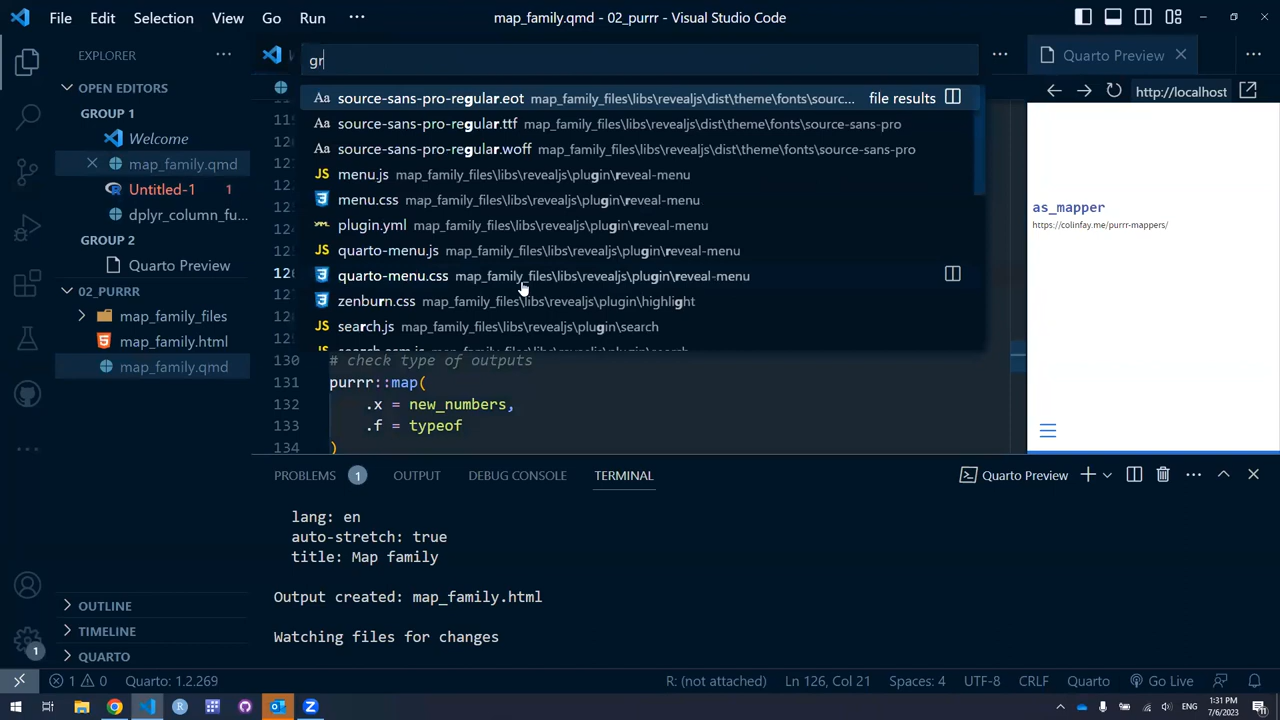 File Edit Selection View Go Run ··· map_family.qmd - 02_purrr - Visual Studio Code
EXPLORER ···
OPEN EDITORS
GROUP 1
Welcome
map_family.qmd
Untitled-1 1
dplyr_column_fu...
GROUP 2
Quarto Preview
02_PURRR
map_family_files
map_family.html
map_family.qmd
OUTLINE
TIMELINE
QUARTO
1
gr
source-sans-pro-regular.eot map_family_files\libs\revealjs\dist\theme\fonts\sourc... file results
source-sans-pro-regular.ttf map_family_files\libs\revealjs\dist\theme\fonts\source-sans-pro
source-sans-pro-regular.woff map_family_files\libs\revealjs\dist\theme\fonts\source-sans-pro
menu.js map_family_files\libs\revealjs\plugin\reveal-menu
menu.css map_family_files\libs\revealjs\plugin\reveal-menu
plugin.yml map_family_files\libs\revealjs\plugin\reveal-menu
quarto-menu.js map_family_files\libs\revealjs\plugin\reveal-menu
quarto-menu.css map_family_files\libs\revealjs\plugin\reveal-menu
zenburn.css map_family_files\libs\revealjs\plugin\highlight
search.js map_family_files\libs\revealjs\plugin\search
130 # check type of outputs
131 purrr::map(
132 .x = new_numbers,
133 .f = typeof
134 )
Quarto Preview
http://localhost
as_mapper
https://colinfay.me/purrr-mappers/
PROBLEMS 1 OUTPUT DEBUG CONSOLE TERMINAL Quarto Preview
lang: en
auto-stretch: true
title: Map family
Output created: map_family.html
Watching files for changes
1 0 Quarto: 1.2.269 R: (not attached) Ln 126, Col 21 Spaces: 4 UTF-8 CRLF Quarto Go Live
ENG 1:31 PM
7/6/2023